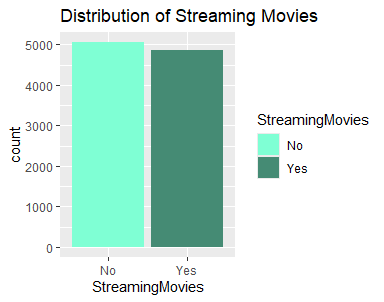 Distribution of Streaming Movies
5000
4000
3000
2000
1000
0
count
No
Yes
StreamingMovies
StreamingMovies
No
Yes